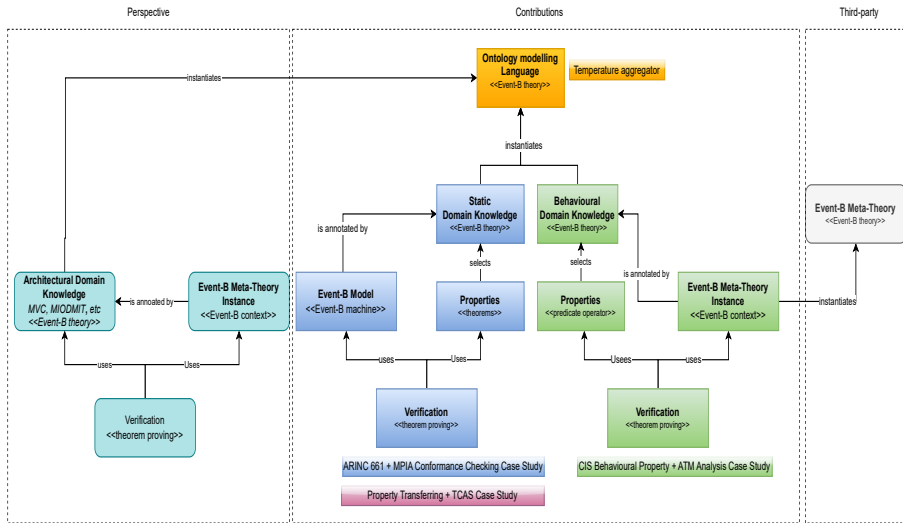 Perspective
Contributions
Third-party
Ontology modelling
Language
<<Event-B theory>>
Temperature aggregator
instantiates
instantiates
Static
Domain Knowledge
<<Event-B theory>>
Behavioural
Domain Knowledge
<<Event-B theory>>
Event-B Meta-Theory
<<Event-B theory>>
is annotated by
selects
selects
is annotated by
Architectural Domain
Knowledge
MVC, MIODMIT, etc
<<Event-B theory>>
is annoated by
Event-B Meta-Theory
Instance
<<Event-B context>>
Event-B Model
<<Event-B machine>>
Properties
<<theorems>>
Properties
<<predicate operator>>
Event-B Meta-Theory
Instance
<<Event-B context>>
instantiates
uses
Uses
uses
Uses
Usees
uses
Verification
<<theorem proving>>
Verification
<<theorem proving>>
Verification
<<theorem proving>>
ARINC 661 + MPIA Conformance Checking Case Study
CIS Behavioural Property + ATM Analysis Case Study
Property Transferring + TCAS Case Study